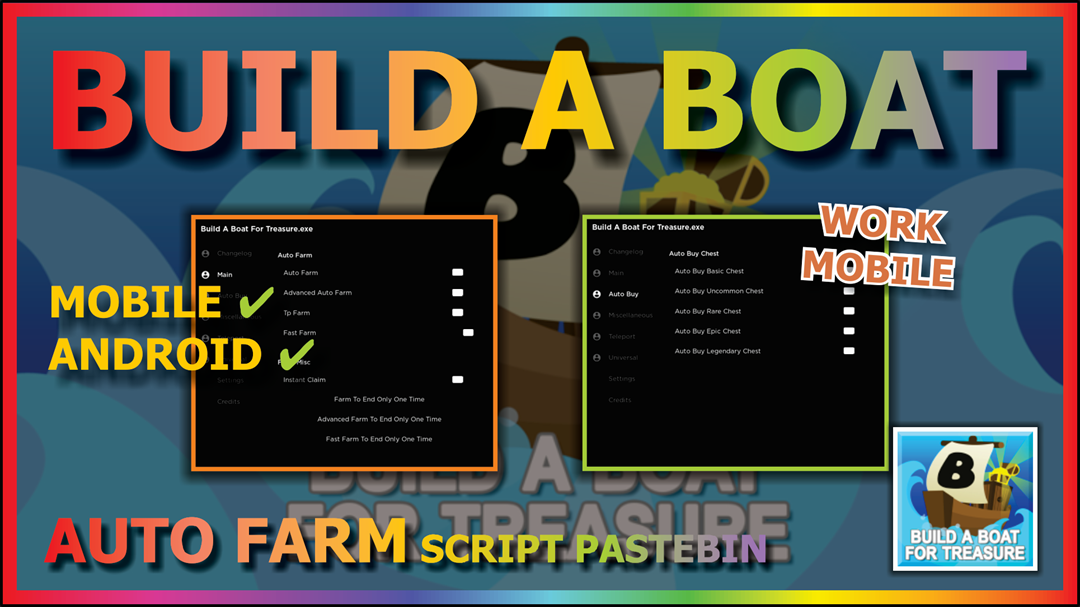 BUILD A BOAT
WORK
MOBILE
MOBILE
ANDROID
Build A Boat For Treasure.exe
Changelog
Main
Settings
Credits
Auto Farm
Auto Farm
Advanced Auto Farm
Tp Farm
Fast Farm
Misc
Instant Claim
Farm To End Only One Time
Advanced Farm To End Only One Time
Fast Farm To End Only One Time
Build A Boat For Treasure.exe
Changelog
Main
Auto Buy
Miscellaneous
Teleport
Universal
Settings
Credits
Auto Buy Chest
Auto Buy Basic Chest
Auto Buy Uncommon Chest
Auto Buy Rare Chest
Auto Buy Epic Chest
Auto Buy Legendary Chest
B
BUILD A BOAT
FOR TREASURE
AUTO FARM SCRIPT PASTEBIN
B
BUILD A BOAT
FOR TREASURE